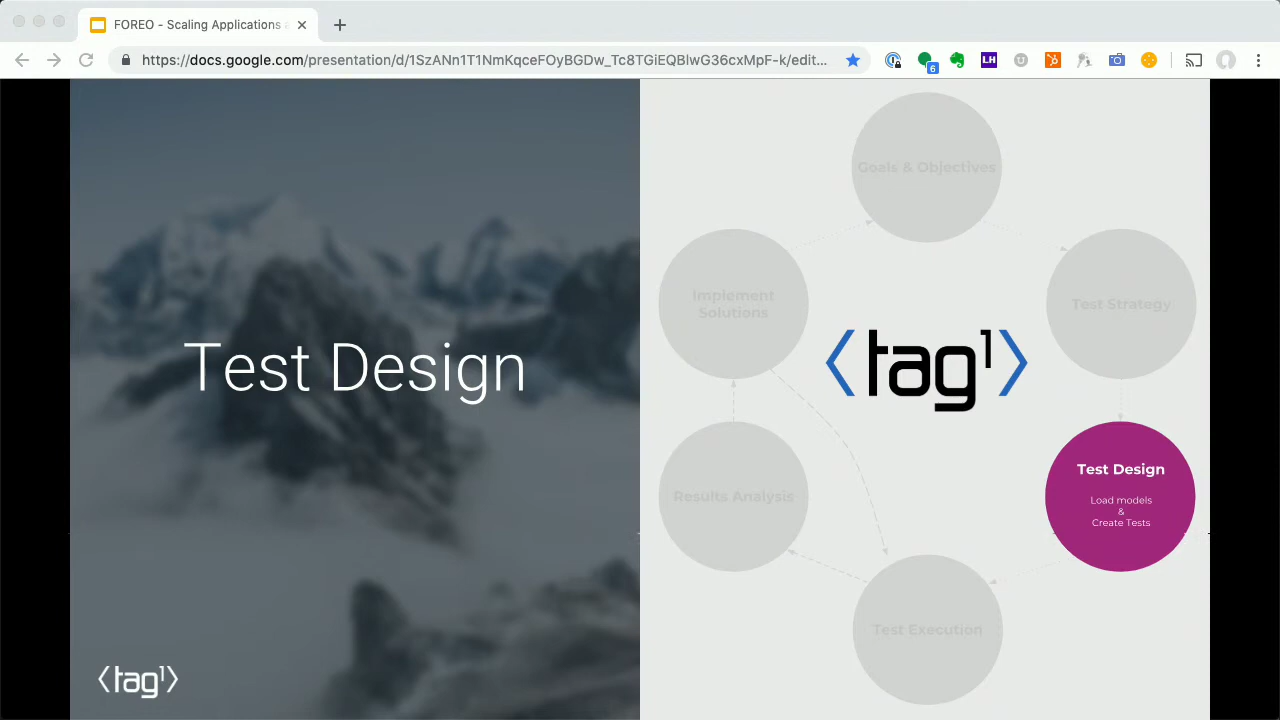 FOREO - Scaling Applications
https://docs.google.com/presentation/d/1SzANn1T1NmKqceFOyBGDw_Tc8TGiEQBlwG36cxMpF-k/edit...
6
LH
Test Design
<tag1>
Goals & Objectives
Implement
Solutions
Test Strategy
<tag1>
Test Design
Load models
&
Create Tests
Results Analysis
Test Execution